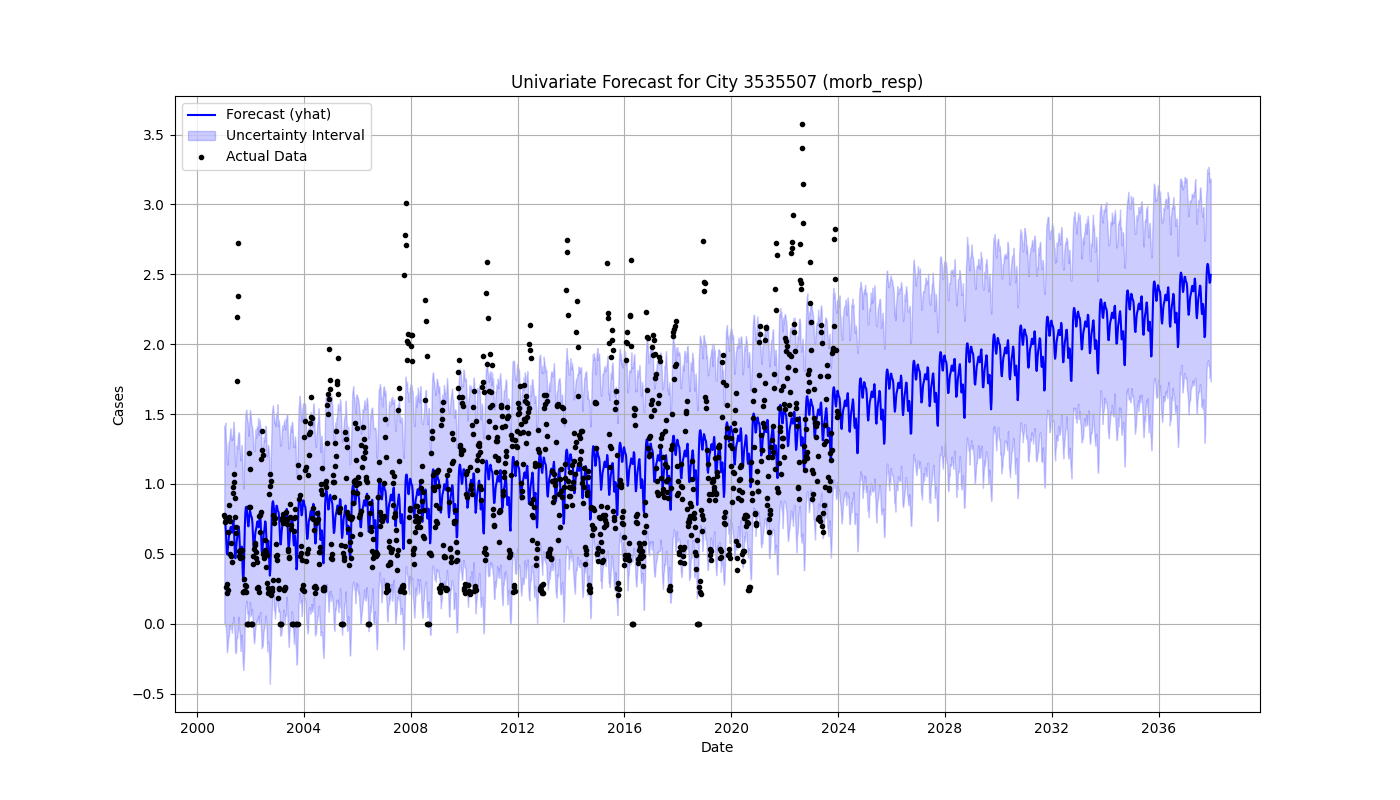 Univariate Forecast for City 3535507 (morb_resp)
Forecast (yhat)
Uncertainty Interval
Actual Data
3.5
3.0
2.5
2.0
1.5
1.0
0.5
0.0
−0.5
Cases
2000 2004 2008 2012 2016 2020 2024 2028 2032 2036
Date